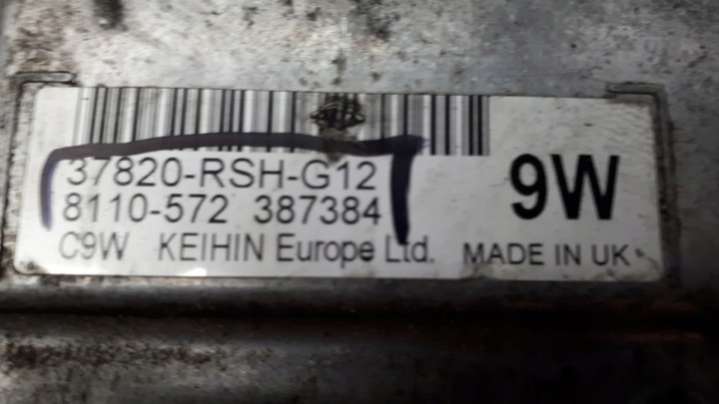 37820-RSH-G12
8110-572 387384
9W
C9W KEIHIN Europe Ltd. MADE IN UK